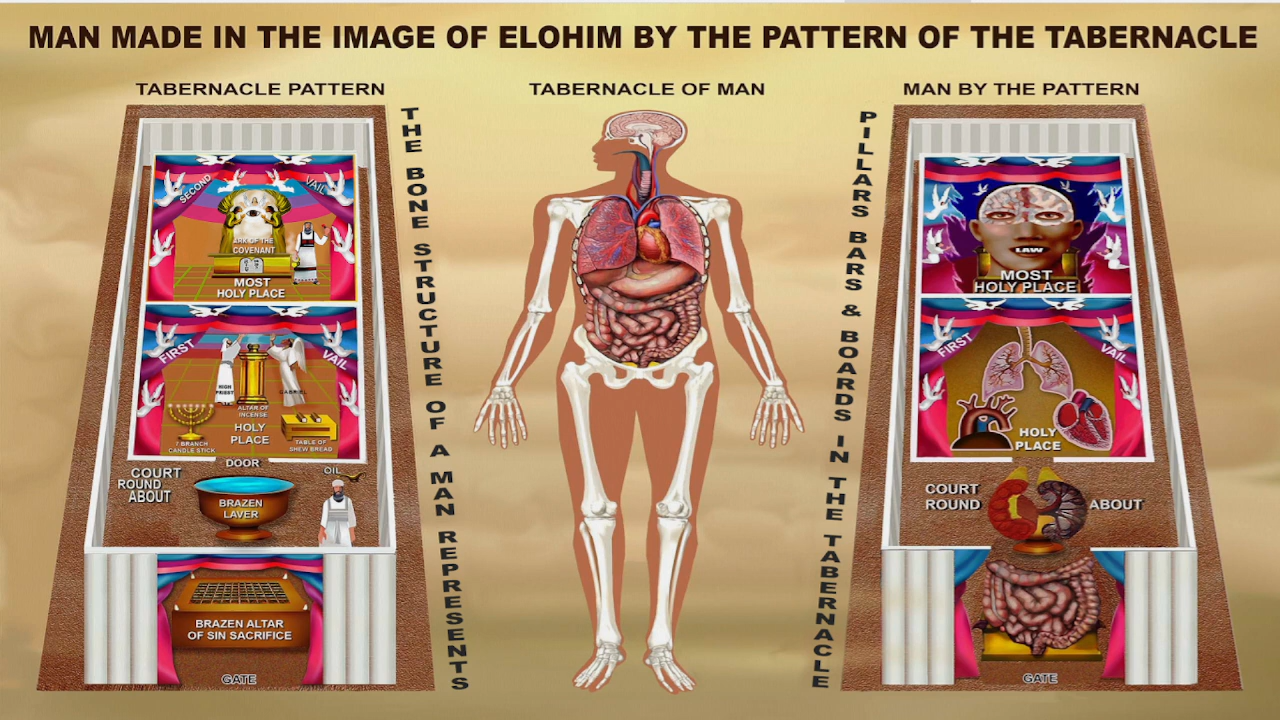 MAN MADE IN THE IMAGE OF ELOHIM BY THE PATTERN OF THE TABERNACLE
TABERNACLE PATTERN
SECOND
VAIL
ARK OF THE
COVENANT
MOST
HOLY PLACE
FIRST
VAIL
HIGH
PRIEST
GABRIEL
ALTAR OF
INCENSE
7 BRANCH
CANDLE STICK
HOLY
PLACE
TABLE OF
SHEW BREAD
DOOR
COURT
ROUND
ABOUT
OIL
BRAZEN
LAVER
BRAZEN ALTAR
OF SIN SACRIFICE
GATE
THE BONE STRUCTURE OF A MAN REPRESENTS
TABERNACLE OF MAN
PILLARS BARS & BOARDS IN THE TABERNACLE
MAN BY THE PATTERN
LAW
MOST
HOLY PLACE
FIRST
VAIL
HOLY
PLACE
COURT
ROUND
ABOUT
GATE